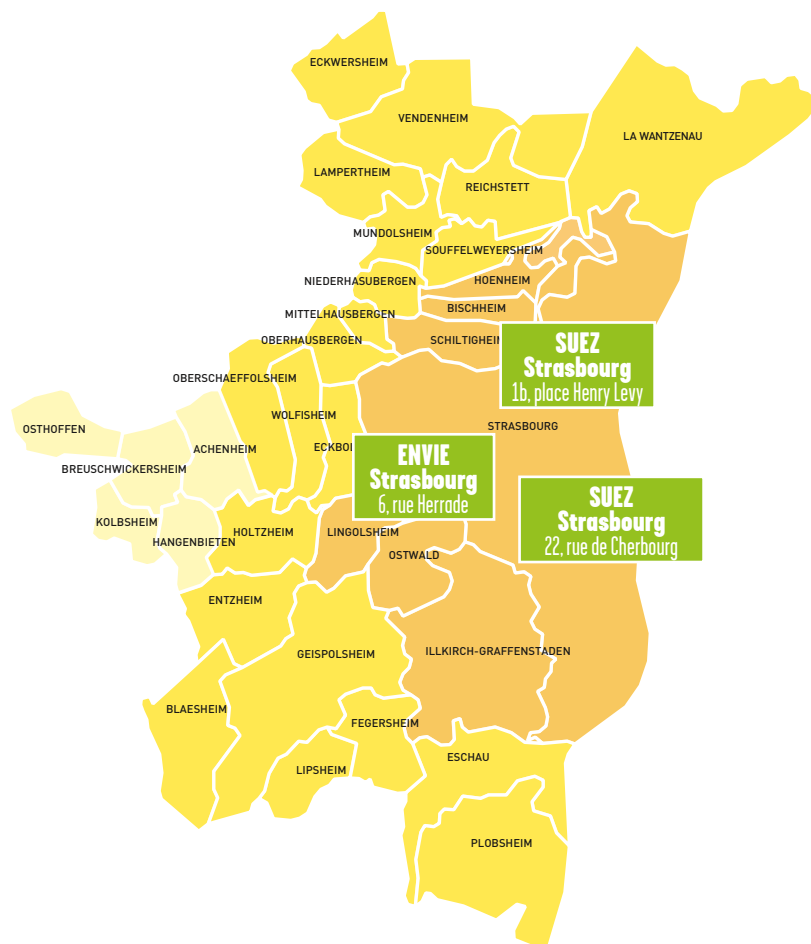 ECKWERSHEIM
VENDENHEIM
LA WANTZENAU
LAMPERTHEIM
REICHSTETT
MUNDOLSHEIM
SOUFFELWEYERSHEIM
NIEDERHASUBERGEN
HOENHEIM
BISCHHEIM
MITTELHAUSBERGEN
OBERHAUSBERGEN
SCHILTIGHEIM
SUEZ
Strasbourg
1b, place Henry Levy
OBERSCHAEFFOLSHEIM
WOLFISHEIM
STRASBOURG
OSTHOFFEN
ACHENHEIM
ECKBO
BREUSCHWICKERSHEIM
ENVIE
Strasbourg
6, rue Herrade
SUEZ
Strasbourg
22, rue de Cherbourg
KOLBSHEIM
HANGENBIETEN
HOLTZHEIM
LINGOLSHEIM
OSTWALD
ENTZHEIM
GEISPOLSHEIM
ILLKIRCH-GRAFFENSTADEN
BLAESHEIM
FEGERSHEIM
ESCHAU
LIPSHEIM
PLOBSHEIM